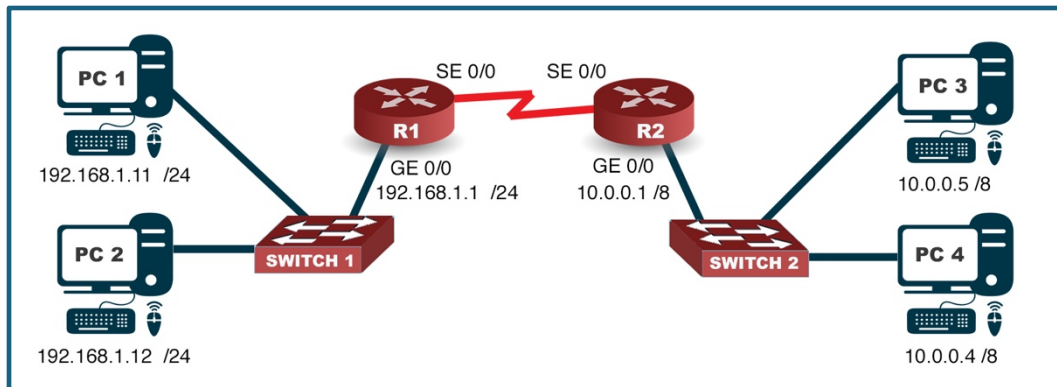 PC 1
192.168.1.11 /24
PC 2
192.168.1.12 /24
SWITCH 1
R1
SE 0/0
GE 0/0
192.168.1.1 /24
SE 0/0
R2
GE 0/0
10.0.0.1 /8
SWITCH 2
PC 3
10.0.0.5 /8
PC 4
10.0.0.4 /8